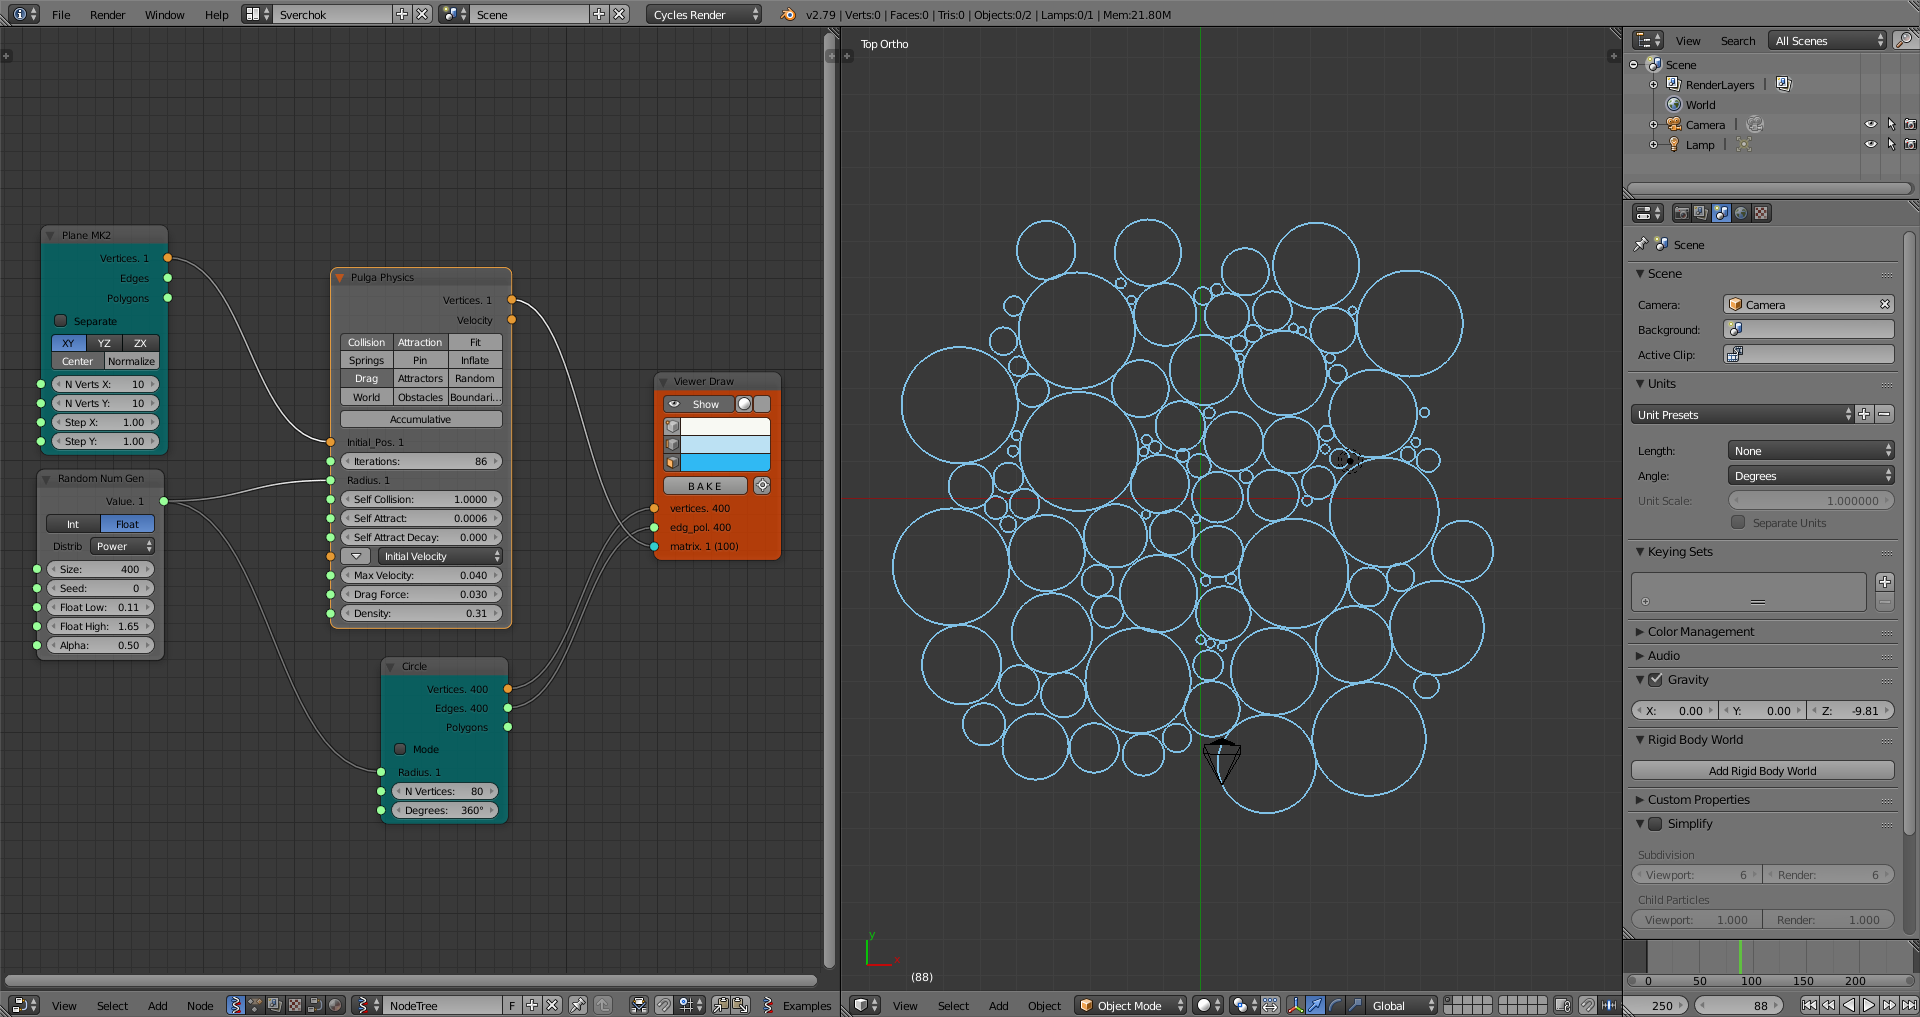 File Render Window Help Sverchok Scene Cycles Render v2.79 | Verts:0 | Faces:0 | Tris:0 | Objects:0/2 | Lamps:0/1 | Mem:21.80M
Plane MK2
Vertices. 1
Edges
Polygons
Separate
XY YZ ZX
Center Normalize
N Verts X: 10
N Verts Y: 10
Step X: 1.00
Step Y: 1.00
Random Num Gen
Value. 1
Int Float
Distrib Power
Size: 400
Seed: 0
Float Low: 0.11
Float High: 1.65
Alpha: 0.50
Pulga Physics
Vertices. 1
Velocity
Collision Attraction Fit
Springs Pin Inflate
Drag Attractors Random
World Obstacles Boundari...
Accumulative
Initial_Pos. 1
Iterations: 86
Radius. 1
Self Collision: 1.0000
Self Attract: 0.0006
Self Attract Decay: 0.000
Initial Velocity
Max Velocity: 0.040
Drag Force: 0.030
Density: 0.31
Circle
Vertices. 400
Edges. 400
Polygons
Mode
Radius. 1
N Vertices: 80
Degrees: 360°
Viewer Draw
Show
BAKE
vertices. 400
edg_pol. 400
matrix. 1 (100)
View Select Add Node NodeTree F Examples
Top Ortho
y
x
(88)
View Select Add Object Object Mode Global
View Search All Scenes
Scene
RenderLayers |
World
Camera |
Lamp |
Scene
Scene
Camera: Camera
Background:
Active Clip:
Units
Unit Presets
Length: None
Angle: Degrees
Unit Scale: 1.000000
Separate Units
Keying Sets
Color Management
Audio
Gravity
X: 0.00 Y: 0.00 Z: -9.81
Rigid Body World
Add Rigid Body World
Custom Properties
Simplify
Subdivision
Viewport: 6 Render: 6
Child Particles
Viewport: 1.000 Render: 1.000
0 50 100 150 200
250 88